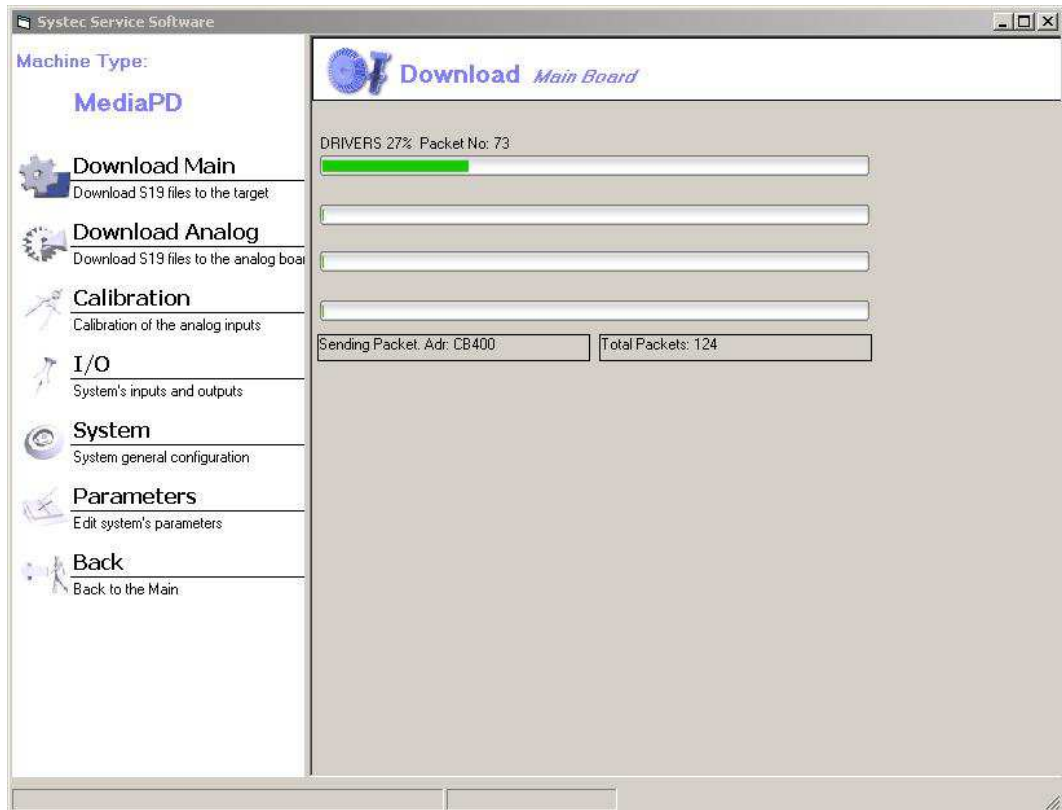 Systec Service Software
Machine Type:
MediaPD
Download Main
Download S19 files to the target
Download Analog
Download S19 files to the analog boar
Calibration
Calibration of the analog inputs
I/O
System's inputs and outputs
System
System general configuration
Parameters
Edit system's parameters
Back
Back to the Main
Download Main Board
DRIVERS 27% Packet No: 73
Sending Packet. Adr: CB400
Total Packets: 124